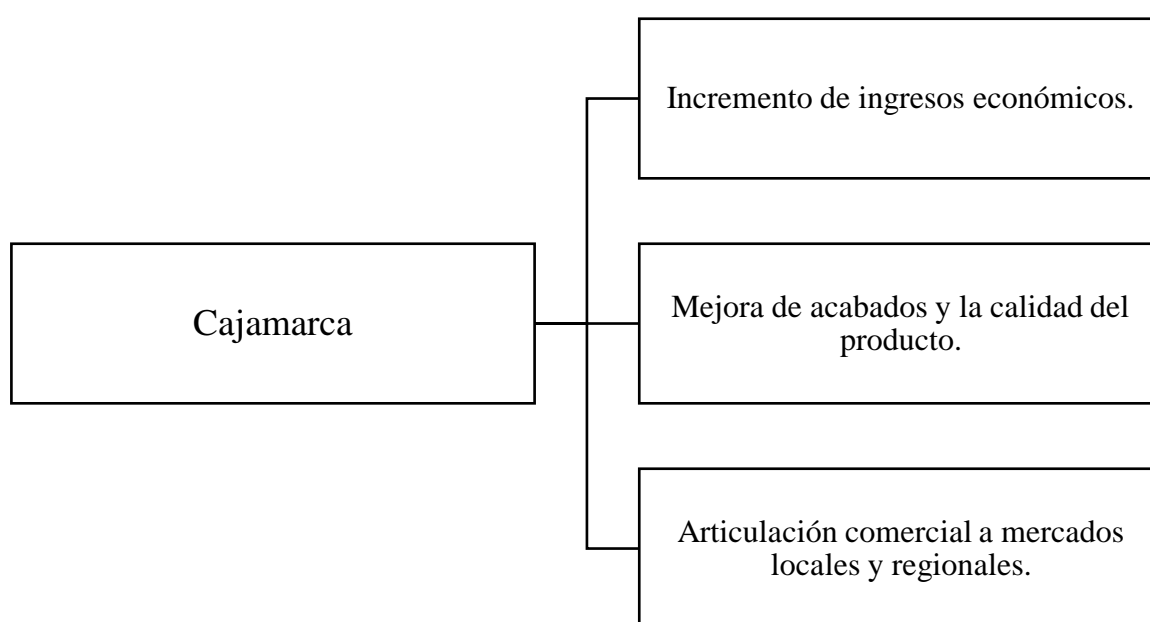 Incremento de ingresos económicos.
Cajamarca
Mejora de acabados y la calidad del
producto.
Articulación comercial a mercados
locales y regionales.